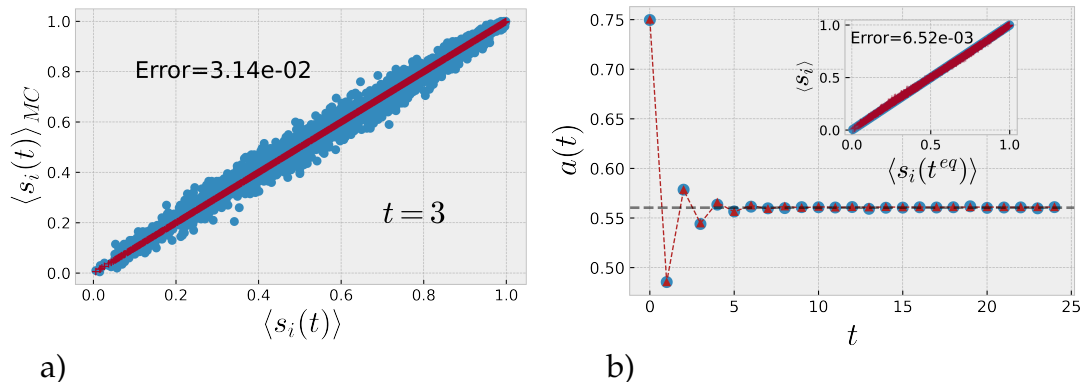 ⟨s_i(t)⟩_MC
1.0
0.8
0.6
0.4
0.2
0.0
Error=3.14e-02
t = 3
0.0 0.2 0.4 0.6 0.8 1.0
⟨s_i(t)⟩
a)
a(t)
0.75
0.70
0.65
0.60
0.55
0.50
⟨s_i⟩
1.0
0.5
0.0
Error=6.52e-03
0.0 0.5 1.0
⟨s_i(t^{eq})⟩
0 5 10 15 20 25
t
b)